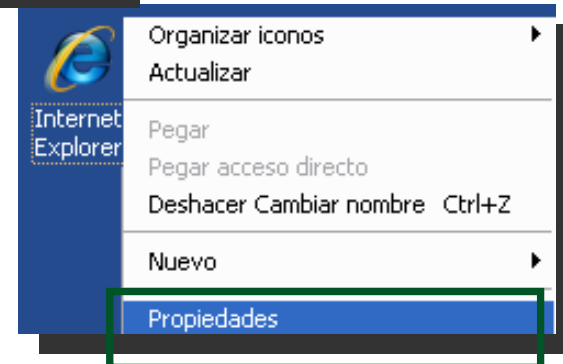 Internet
Explorer
Organizar iconos
Actualizar
Pegar
Pegar acceso directo
Deshacer Cambiar nombre Ctrl+Z
Nuevo
Propiedades